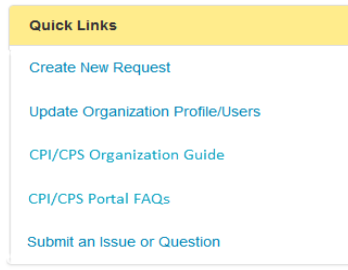 Quick Links
Create New Request
Update Organization Profile/Users
CPI/CPS Organization Guide
CPI/CPS Portal FAQs
Submit an Issue or Question